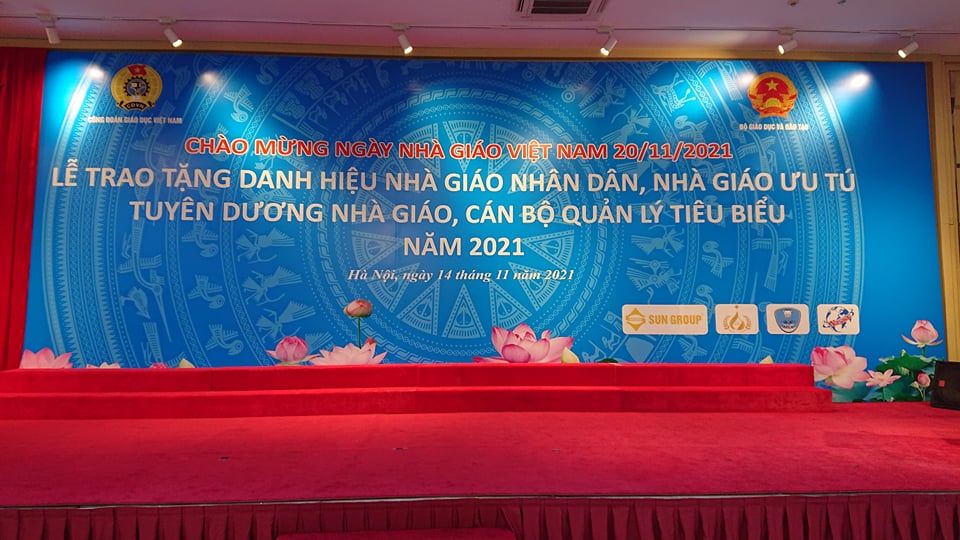 CĐVN
CÔNG ĐOÀN GIÁO DỤC VIỆT NAM
BỘ GIÁO DỤC VÀ ĐÀO TẠO
CHÀO MỪNG NGÀY NHÀ GIÁO VIỆT NAM 20/11/2021
LỄ TRAO TẶNG DANH HIỆU NHÀ GIÁO NHÂN DÂN, NHÀ GIÁO ƯU TÚ
TUYÊN DƯƠNG NHÀ GIÁO, CÁN BỘ QUẢN LÝ TIÊU BIỂU
NĂM 2021
Hà Nội, ngày 14 tháng 11 năm 2021
SUN GROUP